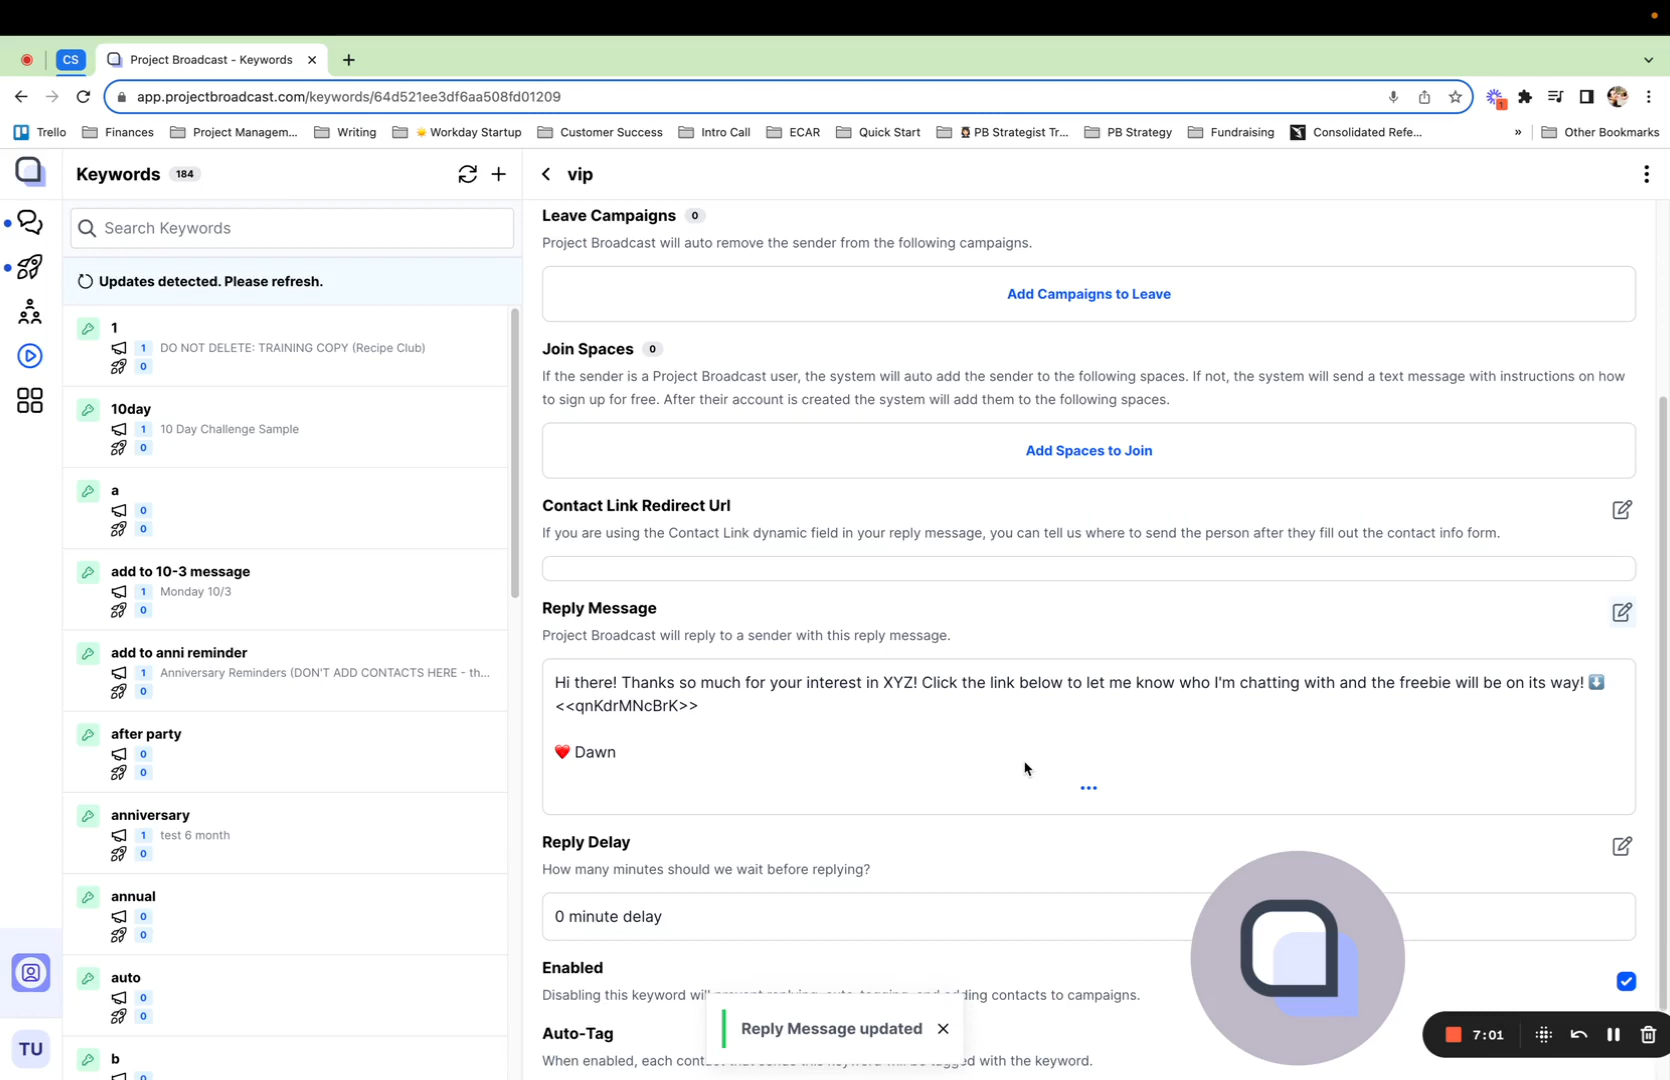 CS
Project Broadcast - Keywords
app.projectbroadcast.com/keywords/64d521ee3df6aa508fd01209
1
Trello
Finances
Project Managem...
Writing
Workday Startup
Customer Success
Intro Call
ECAR
Quick Start
PB Strategist Tr...
PB Strategy
Fundraising
Consolidated Refe...
»
Other Bookmarks
Keywords 184
Search Keywords
Updates detected. Please refresh.
1
1 DO NOT DELETE: TRAINING COPY (Recipe Club)
0
10day
1 10 Day Challenge Sample
0
a
0
0
add to 10-3 message
1 Monday 10/3
0
add to anni reminder
1 Anniversary Reminders (DON'T ADD CONTACTS HERE - th...
0
after party
0
0
anniversary
1 test 6 month
0
annual
0
0
auto
0
0
b
TU
vip
Leave Campaigns 0
Project Broadcast will auto remove the sender from the following campaigns.
Add Campaigns to Leave
Join Spaces 0
If the sender is a Project Broadcast user, the system will auto add the sender to the following spaces. If not, the system will send a text message with instructions on how
to sign up for free. After their account is created the system will add them to the following spaces.
Add Spaces to Join
Contact Link Redirect Url
If you are using the Contact Link dynamic field in your reply message, you can tell us where to send the person after they fill out the contact info form.
Reply Message
Project Broadcast will reply to a sender with this reply message.
Hi there! Thanks so much for your interest in XYZ! Click the link below to let me know who I'm chatting with and the freebie will be on its way! ⬇️
<<qnKdrMNcBrK>>
❤️ Dawn
•••
Reply Delay
How many minutes should we wait before replying?
0 minute delay
Enabled
Disabling this keyword will prevent replying, auto-tagging, and adding contacts to campaigns.
Reply Message updated
Auto-Tag
When enabled, each contact that sends this keyword will be tagged with the keyword.
7:01